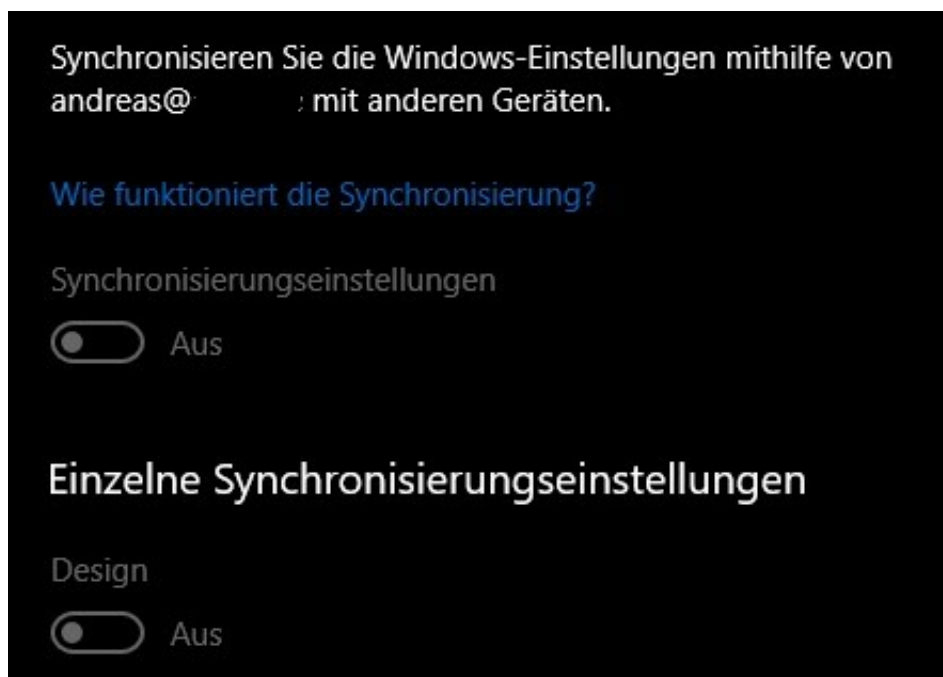 Synchronisieren Sie die Windows-Einstellungen mithilfe von
andreas@ mit anderen Geräten.
Wie funktioniert die Synchronisierung?
Synchronisierungseinstellungen
Aus
Einzelne Synchronisierungseinstellungen
Design
Aus